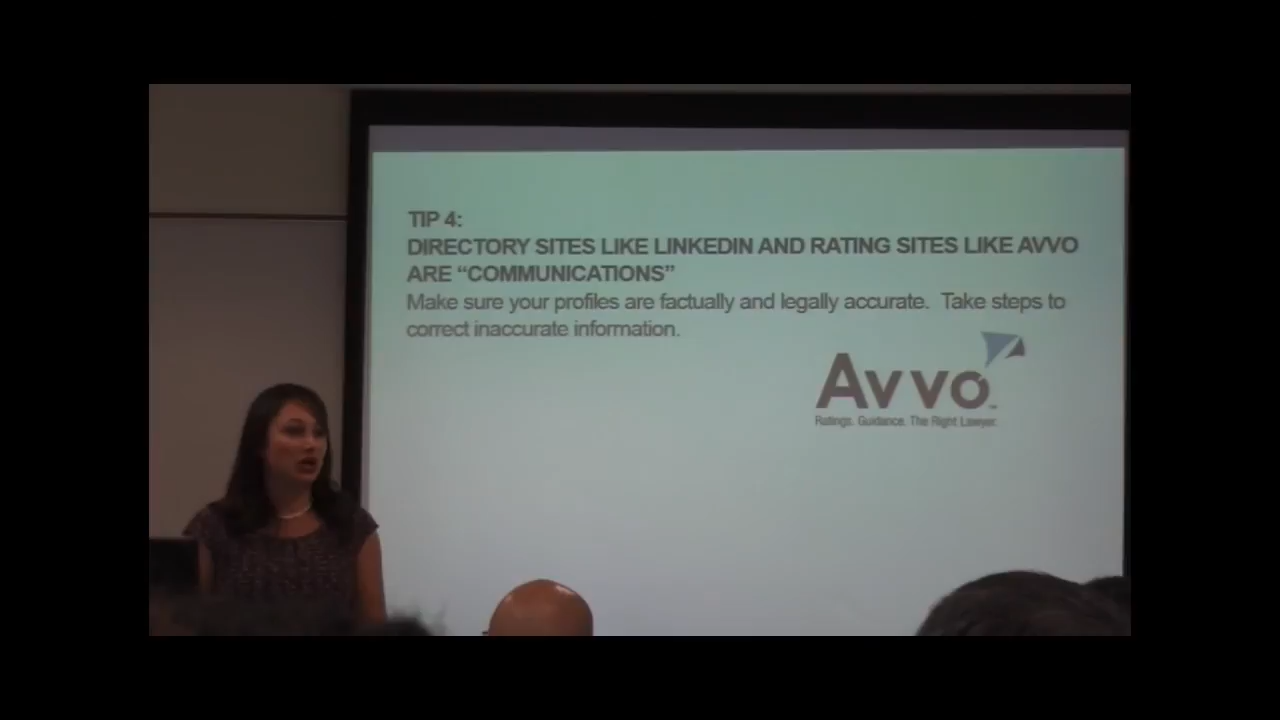 TIP 4:
DIRECTORY SITES LIKE LINKEDIN AND RATING SITES LIKE AVVO
ARE “COMMUNICATIONS”
Make sure your profiles are factually and legally accurate.  Take steps to
correct inaccurate information.
Avvo™
Ratings. Guidance. The Right Lawyer.